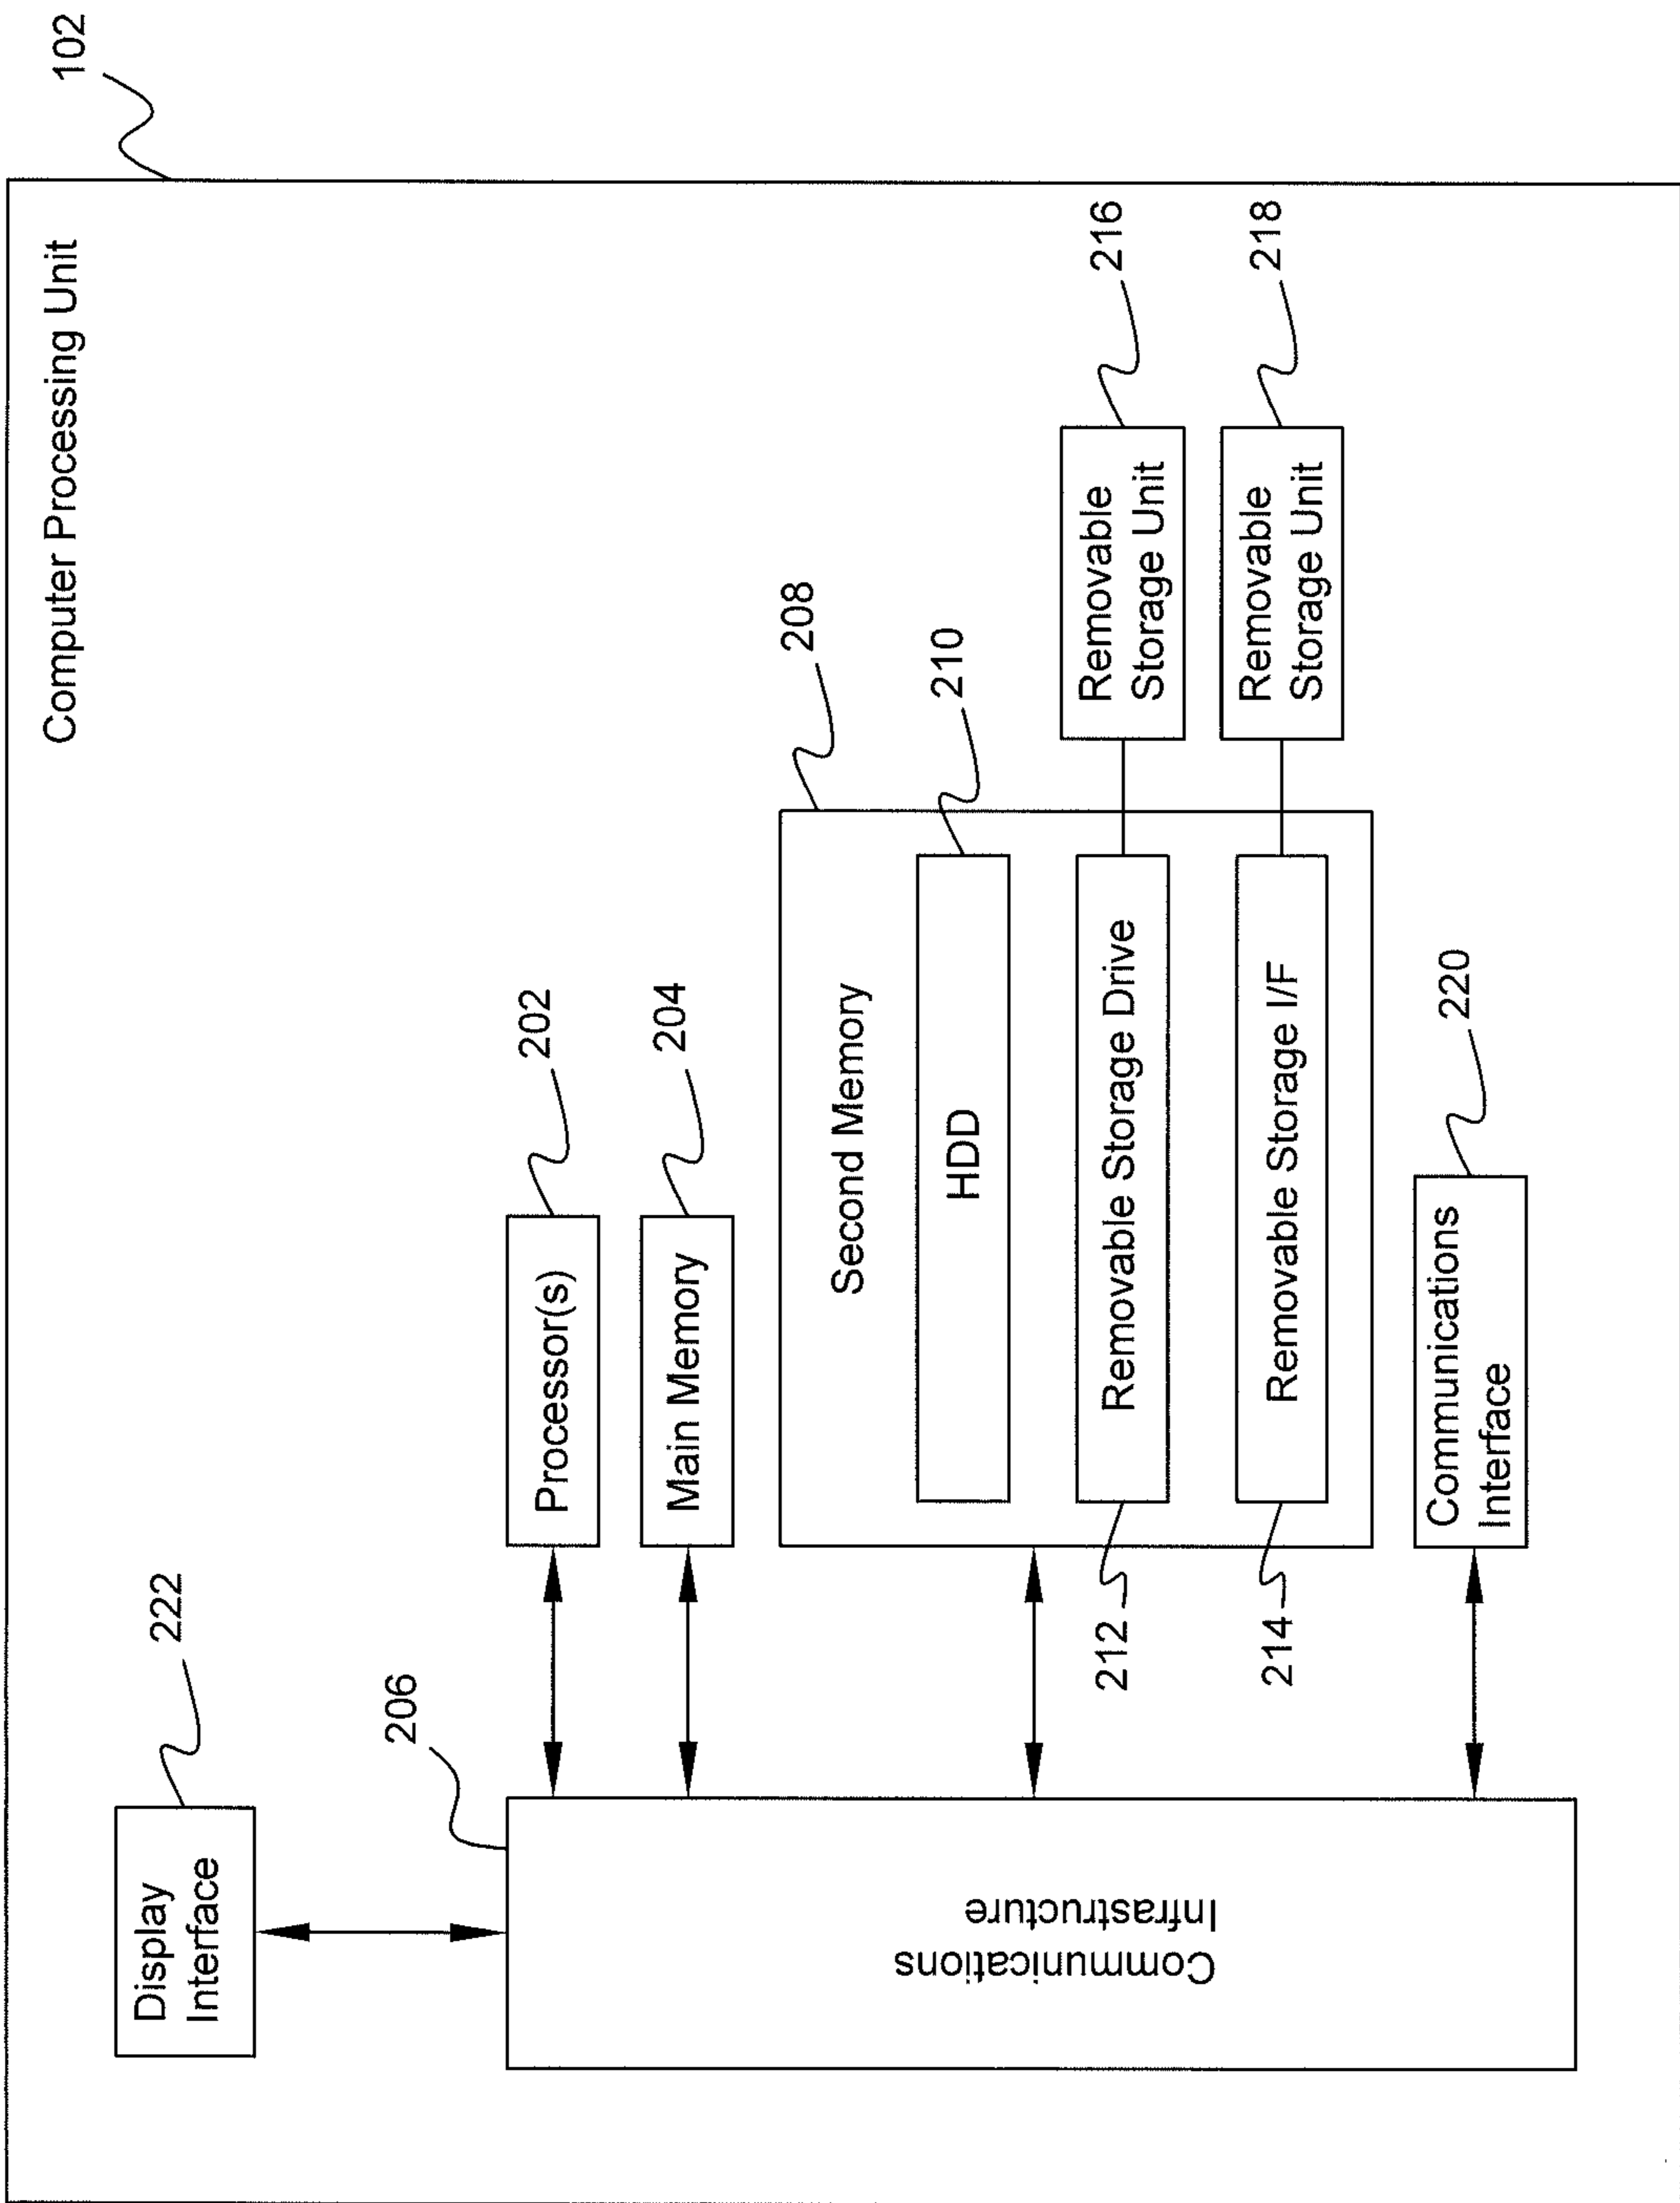 Computer Processing Unit
102
Display
Interface
222
206
Communications
Infrastructure
Processor(s)
202
Main Memory
204
Second Memory
208
HDD
210
Removable Storage Drive
212
Removable
Storage Unit
216
Removable Storage I/F
214
Removable
Storage Unit
218
Communications
Interface
220